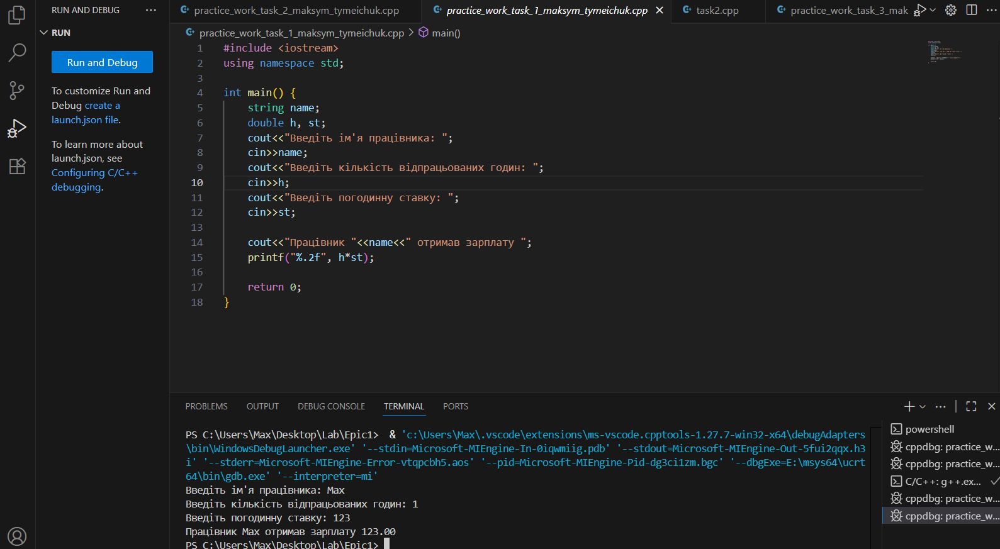 RUN AND DEBUG
RUN
Run and Debug
To customize Run and
Debug create a
launch.json file.
To learn more about
launch.json, see
Configuring C/C++
debugging.
practice_work_task_2_maksym_tymeichuk.cpp
practice_work_task_1_maksym_tymeichuk.cpp
task2.cpp
practice_work_task_3_mak
practice_work_task_1_maksym_tymeichuk.cpp > main()
1 #include <iostream>
2 using namespace std;
3
4 int main() {
5 string name;
6 double h, st;
7 cout<<"Введіть ім'я працівника: ";
8 cin>>name;
9 cout<<"Введіть кількість відпрацьованих годин: ";
10 cin>>h;
11 cout<<"Введіть погодинну ставку: ";
12 cin>>st;
13
14 cout<<"Працівник "<<name<<" отримав зарплату ";
15 printf("%.2f", h*st);
16
17 return 0;
18 }
PROBLEMS OUTPUT DEBUG CONSOLE TERMINAL PORTS
PS C:\Users\Max\Desktop\Lab\Epic1>  & 'c:\Users\Max\.vscode\extensions\ms-vscode.cpptools-1.27.7-win32-x64\debugAdapters
\bin\WindowsDebugLauncher.exe' '--stdin=Microsoft-MIEngine-In-0iqwmiig.pdb' '--stdout=Microsoft-MIEngine-Out-5fui2qqx.h3
i' '--stderr=Microsoft-MIEngine-Error-vtqpcbh5.aos' '--pid=Microsoft-MIEngine-Pid-dg3ci1zm.bgc' '--dbgExe=E:\msys64\ucrt
64\bin\gdb.exe' '--interpreter=mi'
Введіть ім'я працівника: Max
Введіть кількість відпрацьованих годин: 1
Введіть погодинну ставку: 123
Працівник Max отримав зарплату 123.00
PS C:\Users\Max\Desktop\Lab\Epic1>
powershell
cppdbg: practice_w...
cppdbg: practice_w...
C/C++: g++.ex...
cppdbg: practice_w...
cppdbg: practice_w...